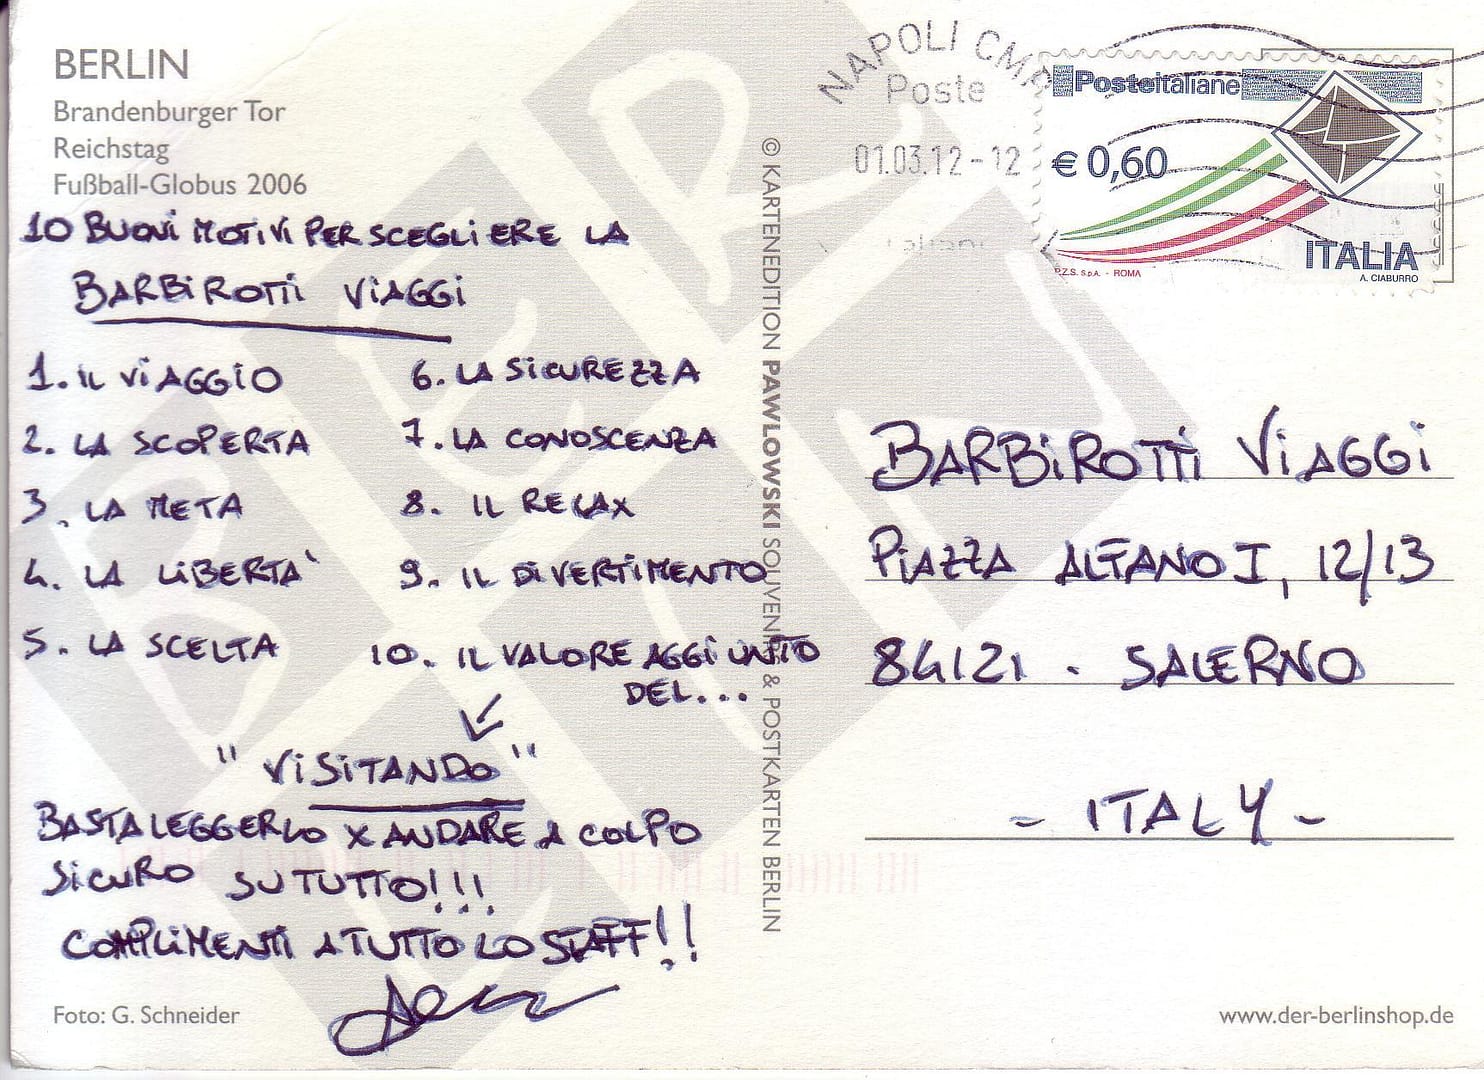 BERLIN
Brandenburger Tor
Reichstag
Fußball-Globus 2006
10 BUONI MOTIVI PER SCEGLIERE LA
BARBIROTTI VIAGGI
1. IL VIAGGIO
2. LA SCOPERTA
3. LA META
4. LA LIBERTA'
5. LA SCELTA
6. LA SICUREZZA
7. LA CONOSCENZA
8. IL RELAX
9. IL DIVERTIMENTO
10. IL VALORE AGGIUNTO
DEL...
"VISITANDO"
BASTA LEGGERLO X ANDARE A COLPO
SICURO SU TUTTO!!!
COMPLIMENTI A TUTTO LO STAFF!!
Foto: G. Schneider
© KARTENEDITION PAWLOWSKI SOUVENIR & POSTKARTEN BERLIN
NAPOLI CMP
Poste
01.03.12-12
italiane
Posteitaliane
€ 0,60
ITALIA
P.Z.S. S.p.A. - ROMA
A. CIABURRO
BARBIROTTI VIAGGI
PIAZZA ALFANO I, 12/13
84121 - SALERNO
- ITALY -
www.der-berlinshop.de